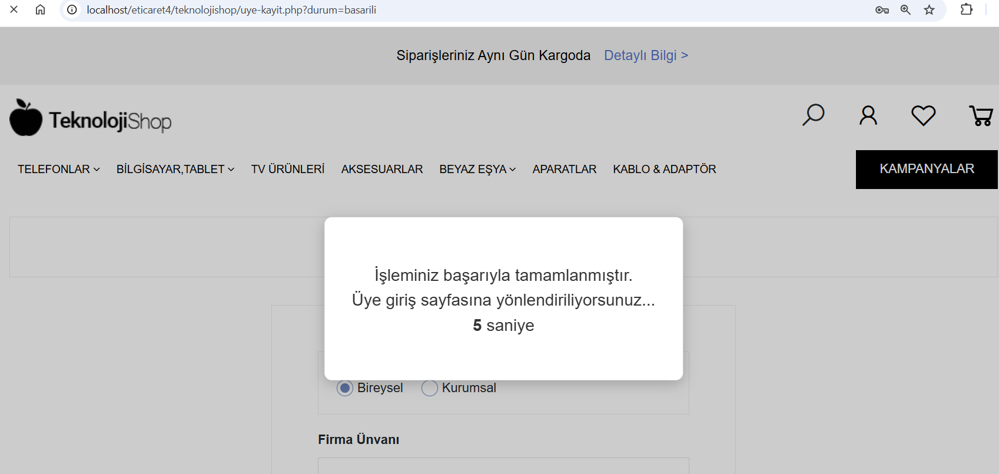 localhost/eticaret4/teknolojishop/uye-kayit.php?durum=basarili
Siparişleriniz Aynı Gün Kargoda Detaylı Bilgi >
TeknolojiShop
TELEFONLAR BİLGİSAYAR,TABLET TV ÜRÜNLERİ AKSESUARLAR BEYAZ EŞYA APARATLAR KABLO & ADAPTÖR KAMPANYALAR
İşleminiz başarıyla tamamlanmıştır.
Üye giriş sayfasına yönlendiriliyorsunuz...
5 saniye
Bireysel Kurumsal
Firma Ünvanı